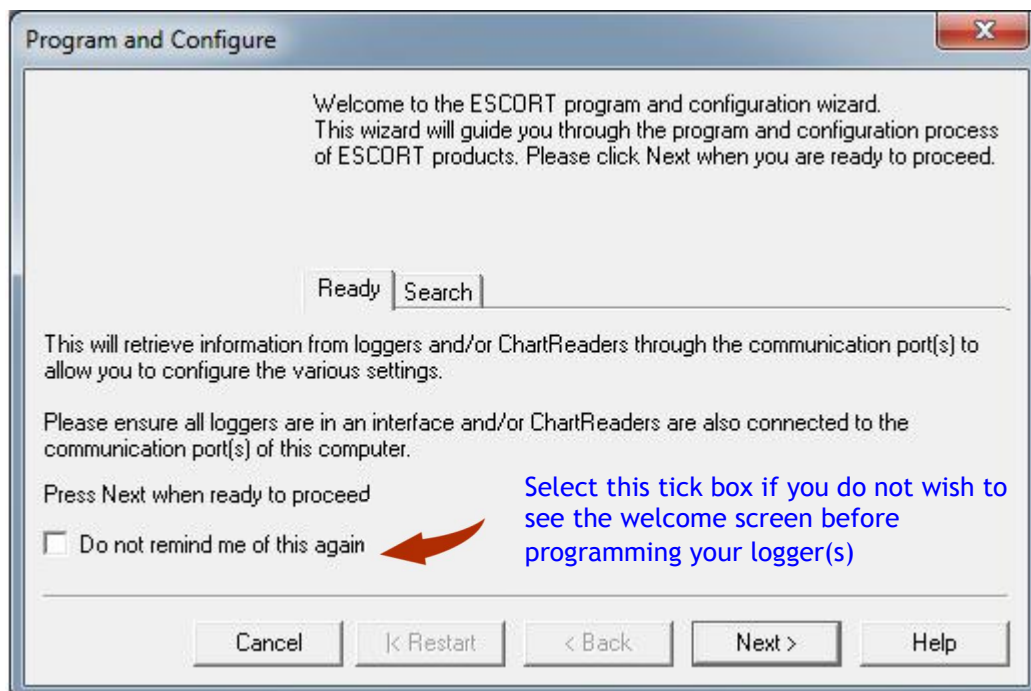 Program and Configure
Welcome to the ESCORT program and configuration wizard.
This wizard will guide you through the program and configuration process
of ESCORT products. Please click Next when you are ready to proceed.
Ready
Search
This will retrieve information from loggers and/or ChartReaders through the communication port(s) to
allow you to configure the various settings.
Please ensure all loggers are in an interface and/or ChartReaders are also connected to the
communication port(s) of this computer.
Press Next when ready to proceed
Select this tick box if you do not wish to
see the welcome screen before
programming your logger(s)
Do not remind me of this again
Cancel
|< Restart
< Back
Next >
Help